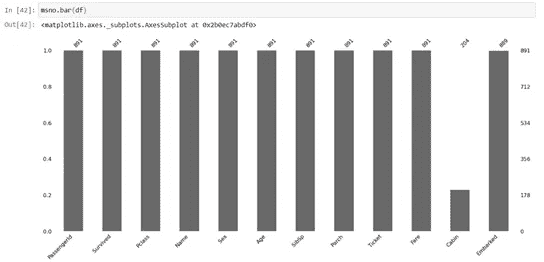 In [42]: msno.bar(df)
Out[42]: <matplotlib.axes._subplots.AxesSubplot at 0x2b0ec7abdf0>
891 891 891 891 891 891 891 891 891 891 204 889
1.0 891
0.8 712
0.6 534
0.4 356
0.2 178
0.0 0
PassengerId Survived Pclass Name Sex Age SibSp Parch Ticket Fare Cabin Embarked